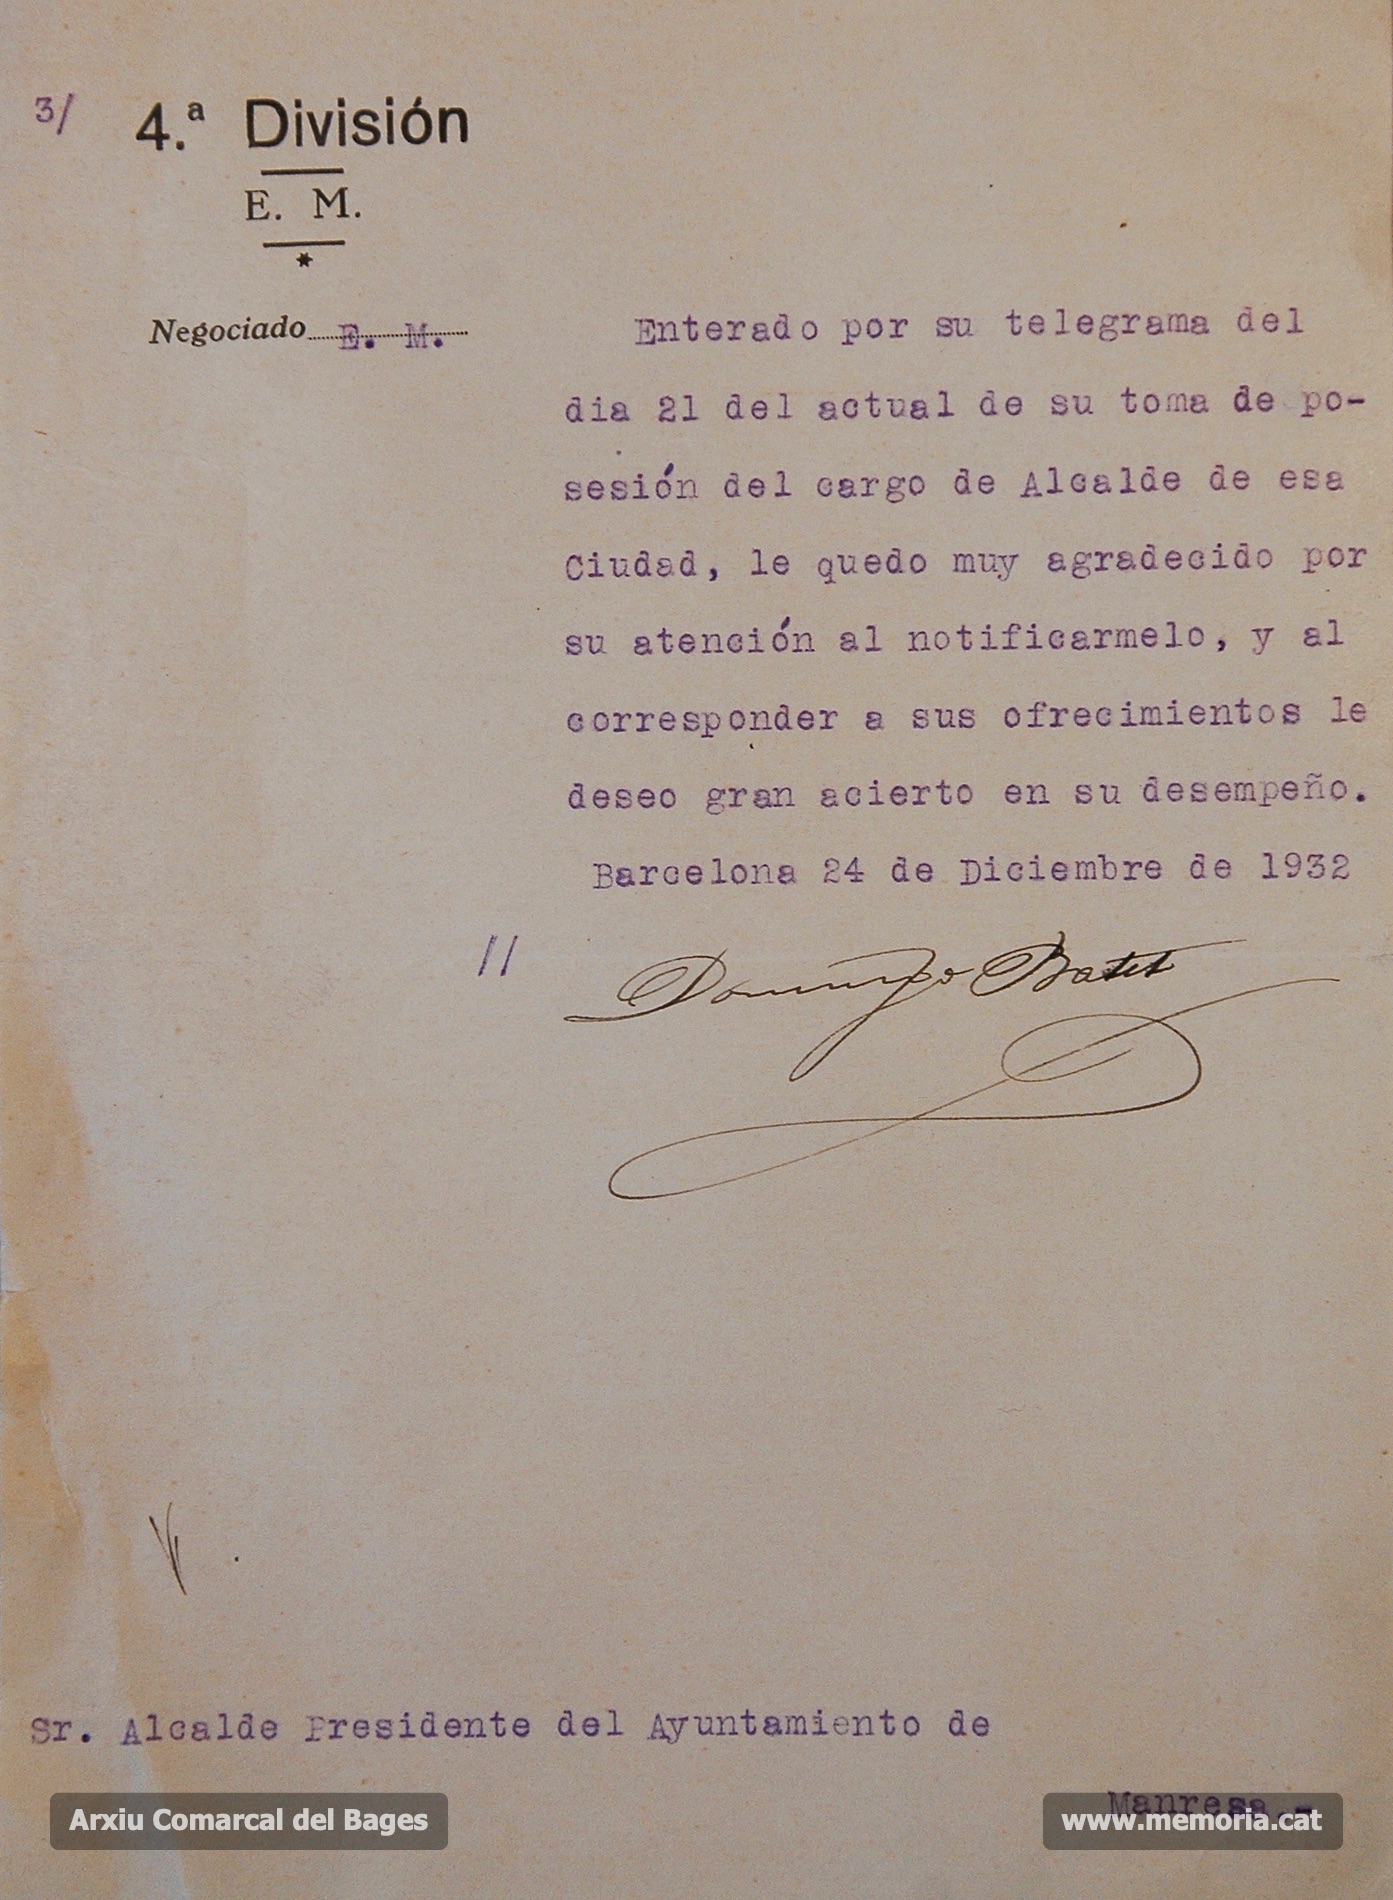 3/
4.ª División
E. M.
*
Negociado E. M.
Enterado por su telegrama del
dia 21 del actual de su toma de po-
sesión del cargo de Alcalde de esa
Ciudad, le quedo muy agradecido por
su atención al notificarmelo, y al
corresponder a sus ofrecimientos le
deseo gran acierto en su desempeño.
Barcelona 24 de Diciembre de 1932
//
Domingo Batet
Sr. Alcalde Presidente del Ayuntamiento de
Manresa.-
Arxiu Comarcal del Bages
www.memoria.cat